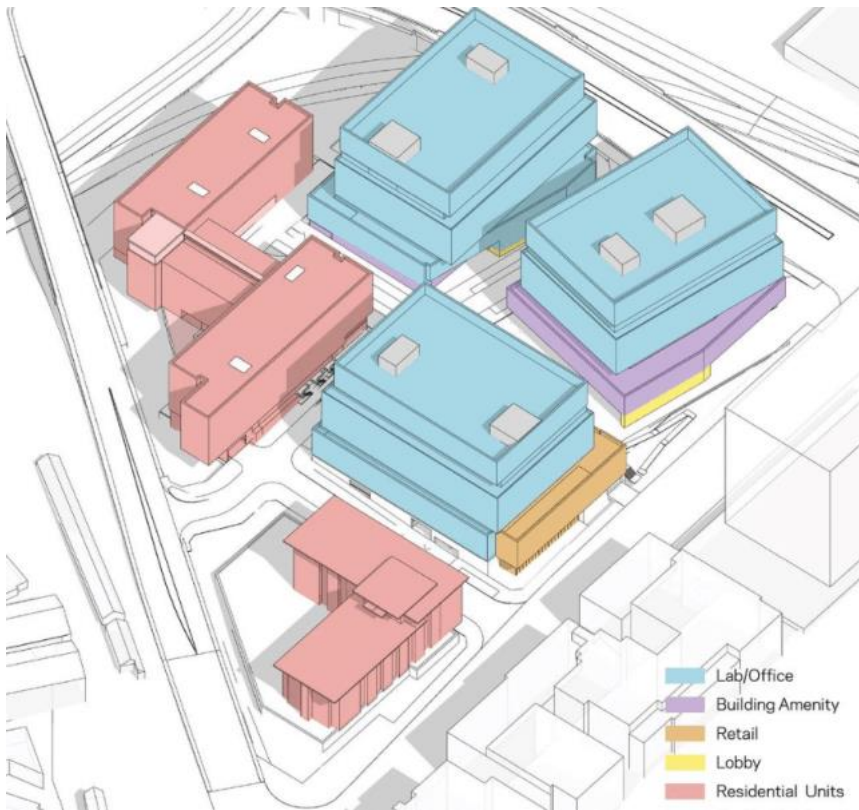 Lab/Office
Building Amenity
Retail
Lobby
Residential Units